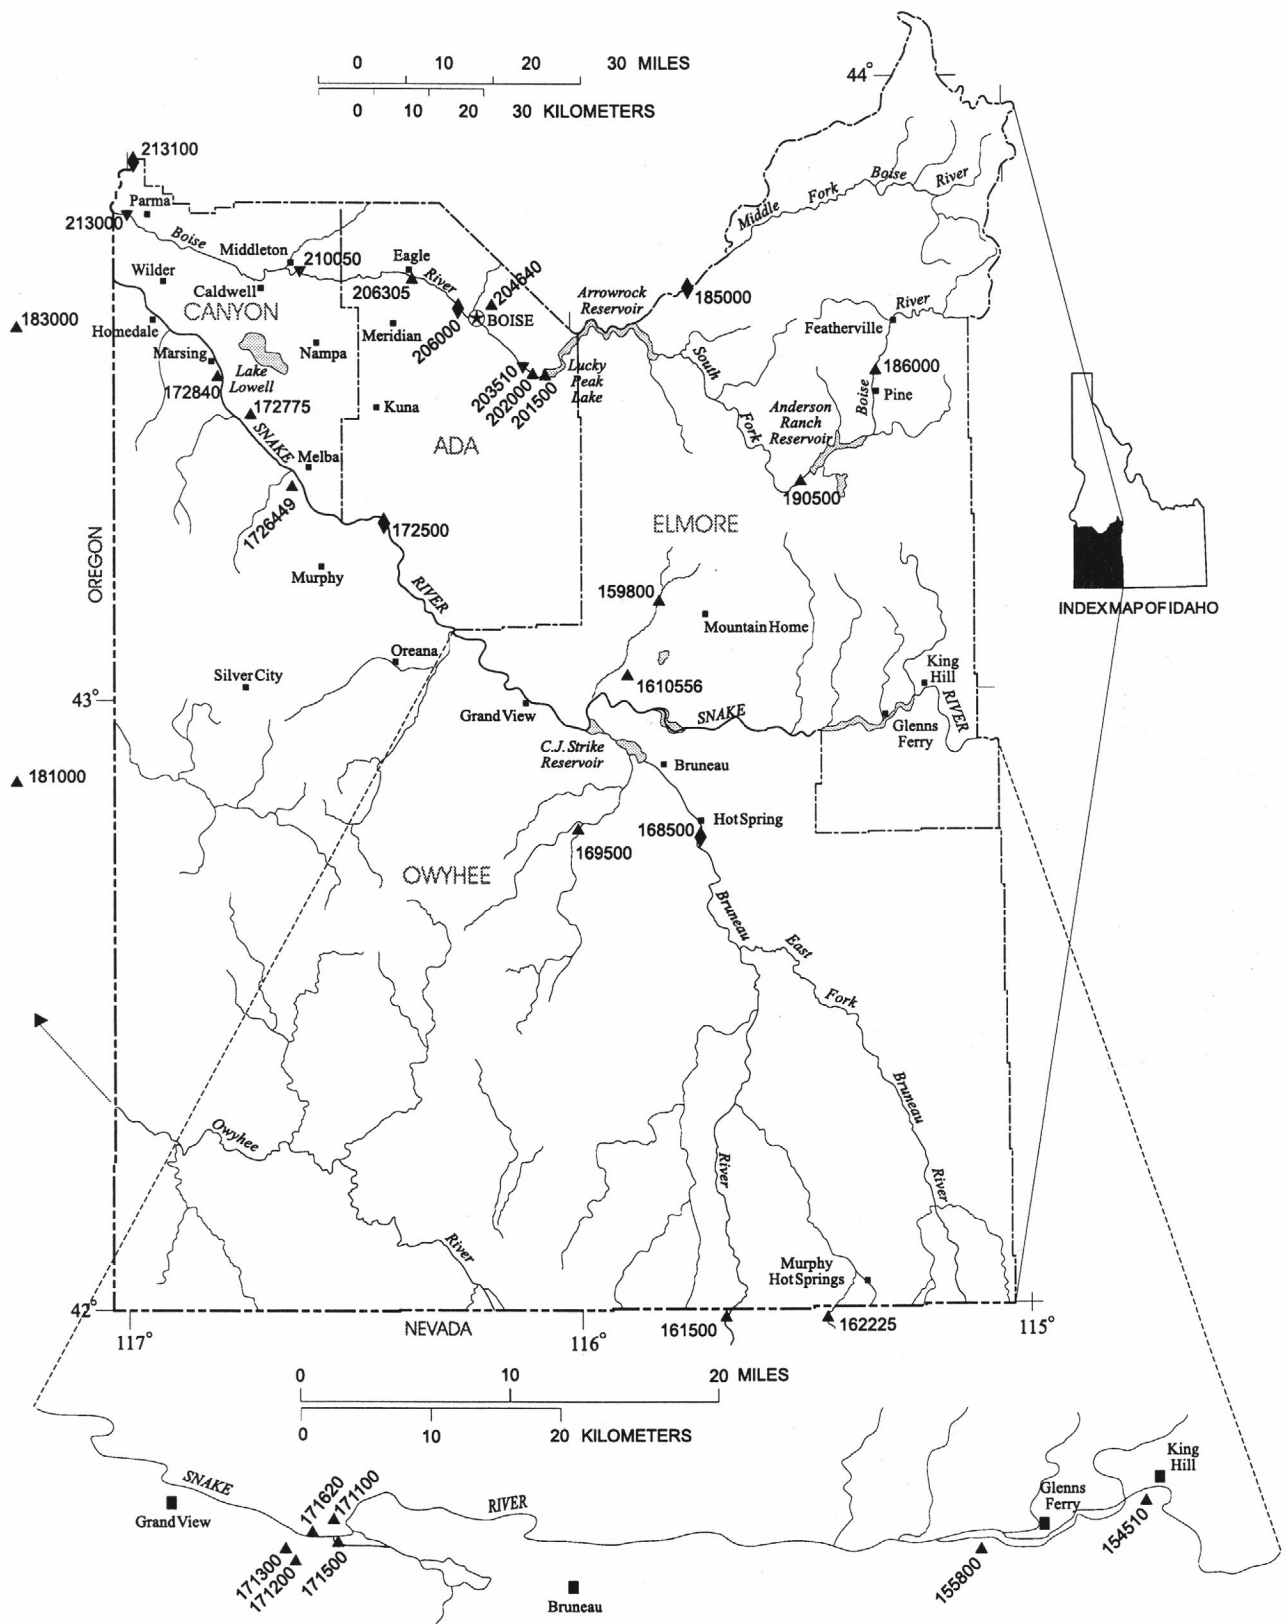 0 10 20 30 MILES
0 10 20 30 KILOMETERS
44°
213100
Parma
213000
Boise
Middleton
210050
Wilder
Caldwell
CANYON
Eagle
River
204640
206305
BOISE
206000
Meridian
183000
Homedale
Marsing
172840
Nampa
Lake
Lowell
172775
Kuna
SNAKE
Melba
ADA
203510
202000
201500
Lucky
Peak
Lake
Arrowrock
Reservoir
185000
Middle Fork Boise River
Featherville
River
186000
Pine
Boise
South
Fork
Anderson
Ranch
Reservoir
190500
1726449
172500
Murphy
OREGON
RIVER
ELMORE
159800
Mountain Home
INDEX MAP OF IDAHO
Oreana
Silver City
43°
Grand View
1610556
SNAKE
King
Hill
RIVER
Glenns
Ferry
C.J. Strike
Reservoir
Bruneau
181000
Hot Spring
168500
169500
OWYHEE
Bruneau
East
Fork
Bruneau
River
River
Owyhee
River
Murphy
Hot Springs
42°
NEVADA
161500
162225
117°
116°
115°
0 10 20 MILES
0 10 20 KILOMETERS
SNAKE
Grand View
171620
171100
RIVER
171300
171200
171500
Bruneau
Glenns
Ferry
King
Hill
154510
155800